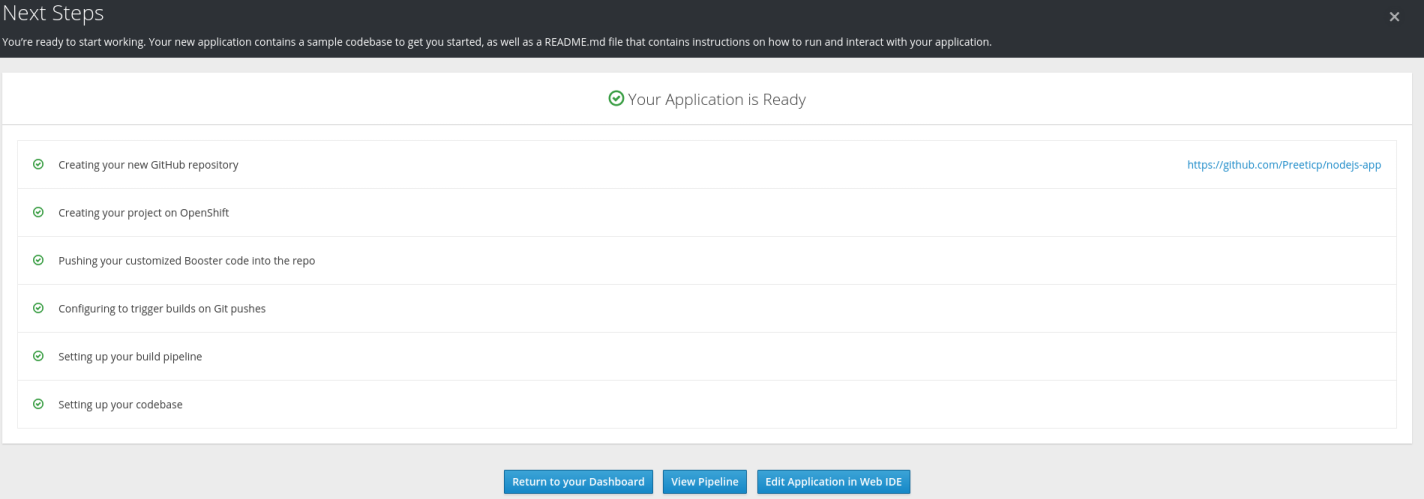 Next Steps
You're ready to start working. Your new application contains a sample codebase to get you started, as well as a README.md file that contains instructions on how to run and interact with your application.
Your Application is Ready
Creating your new GitHub repository https://github.com/Preeticp/nodejs-app
Creating your project on OpenShift
Pushing your customized Booster code into the repo
Configuring to trigger builds on Git pushes
Setting up your build pipeline
Setting up your codebase
Return to your Dashboard View Pipeline Edit Application in Web IDE